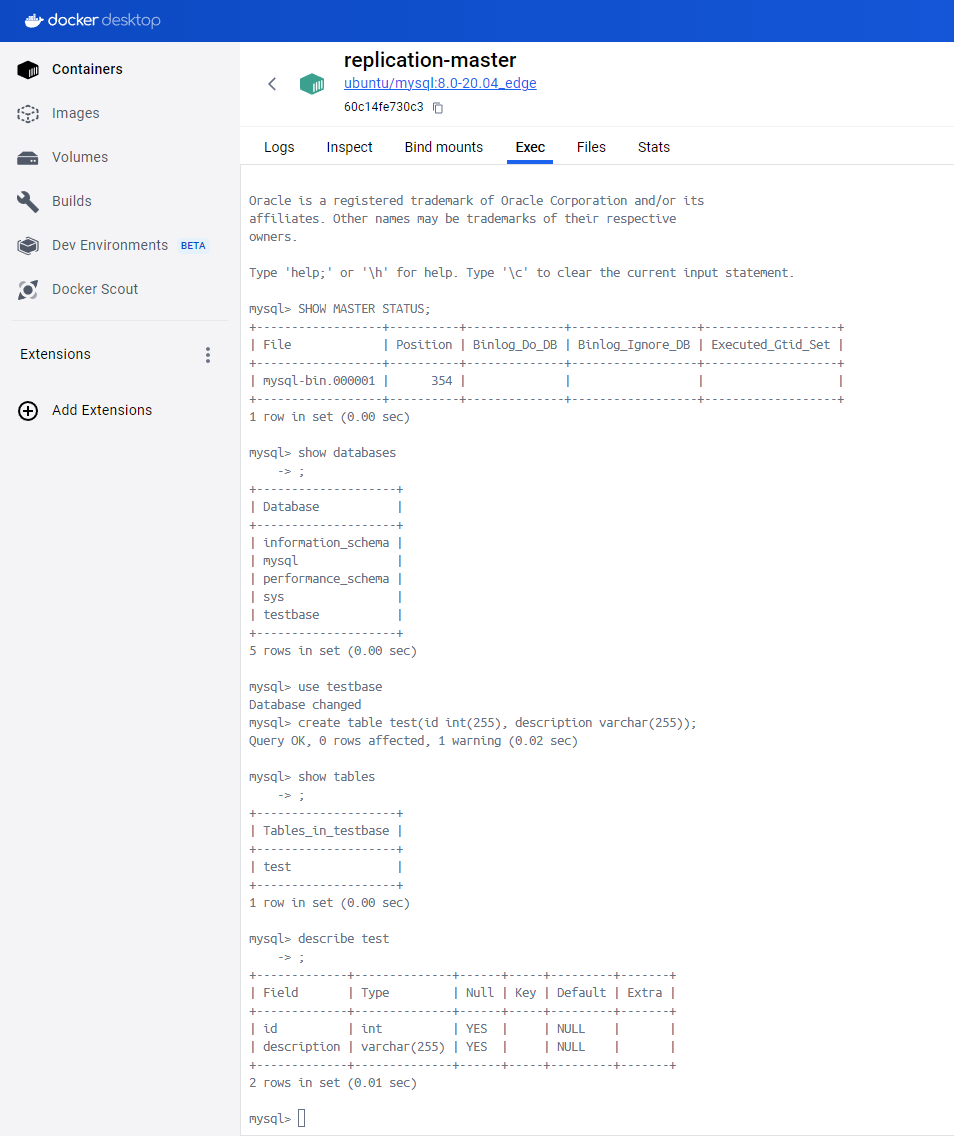 docker desktop
Containers
Images
Volumes
Builds
Dev Environments BETA
Docker Scout
Extensions
Add Extensions
replication-master
ubuntu/mysql:8.0-20.04_edge
60c14fe730c3
Logs Inspect Bind mounts Exec Files Stats
Oracle is a registered trademark of Oracle Corporation and/or its
affiliates. Other names may be trademarks of their respective
owners.
Type 'help;' or '\h' for help. Type '\c' to clear the current input statement.
mysql> SHOW MASTER STATUS;
+------------------+----------+--------------+------------------+-------------------+
| File             | Position | Binlog_Do_DB | Binlog_Ignore_DB | Executed_Gtid_Set |
+------------------+----------+--------------+------------------+-------------------+
| mysql-bin.000001 |      354 |              |                  |                   |
+------------------+----------+--------------+------------------+-------------------+
1 row in set (0.00 sec)
mysql> show databases
    -> ;
+--------------------+
| Database           |
+--------------------+
| information_schema |
| mysql              |
| performance_schema |
| sys                |
| testbase           |
+--------------------+
5 rows in set (0.00 sec)
mysql> use testbase
Database changed
mysql> create table test(id int(255), description varchar(255));
Query OK, 0 rows affected, 1 warning (0.02 sec)
mysql> show tables
    -> ;
+--------------------+
| Tables_in_testbase |
+--------------------+
| test               |
+--------------------+
1 row in set (0.00 sec)
mysql> describe test
    -> ;
+-------------+--------------+------+-----+---------+-------+
| Field       | Type         | Null | Key | Default | Extra |
+-------------+--------------+------+-----+---------+-------+
| id          | int          | YES  |     | NULL    |       |
| description | varchar(255) | YES  |     | NULL    |       |
+-------------+--------------+------+-----+---------+-------+
2 rows in set (0.01 sec)
mysql>